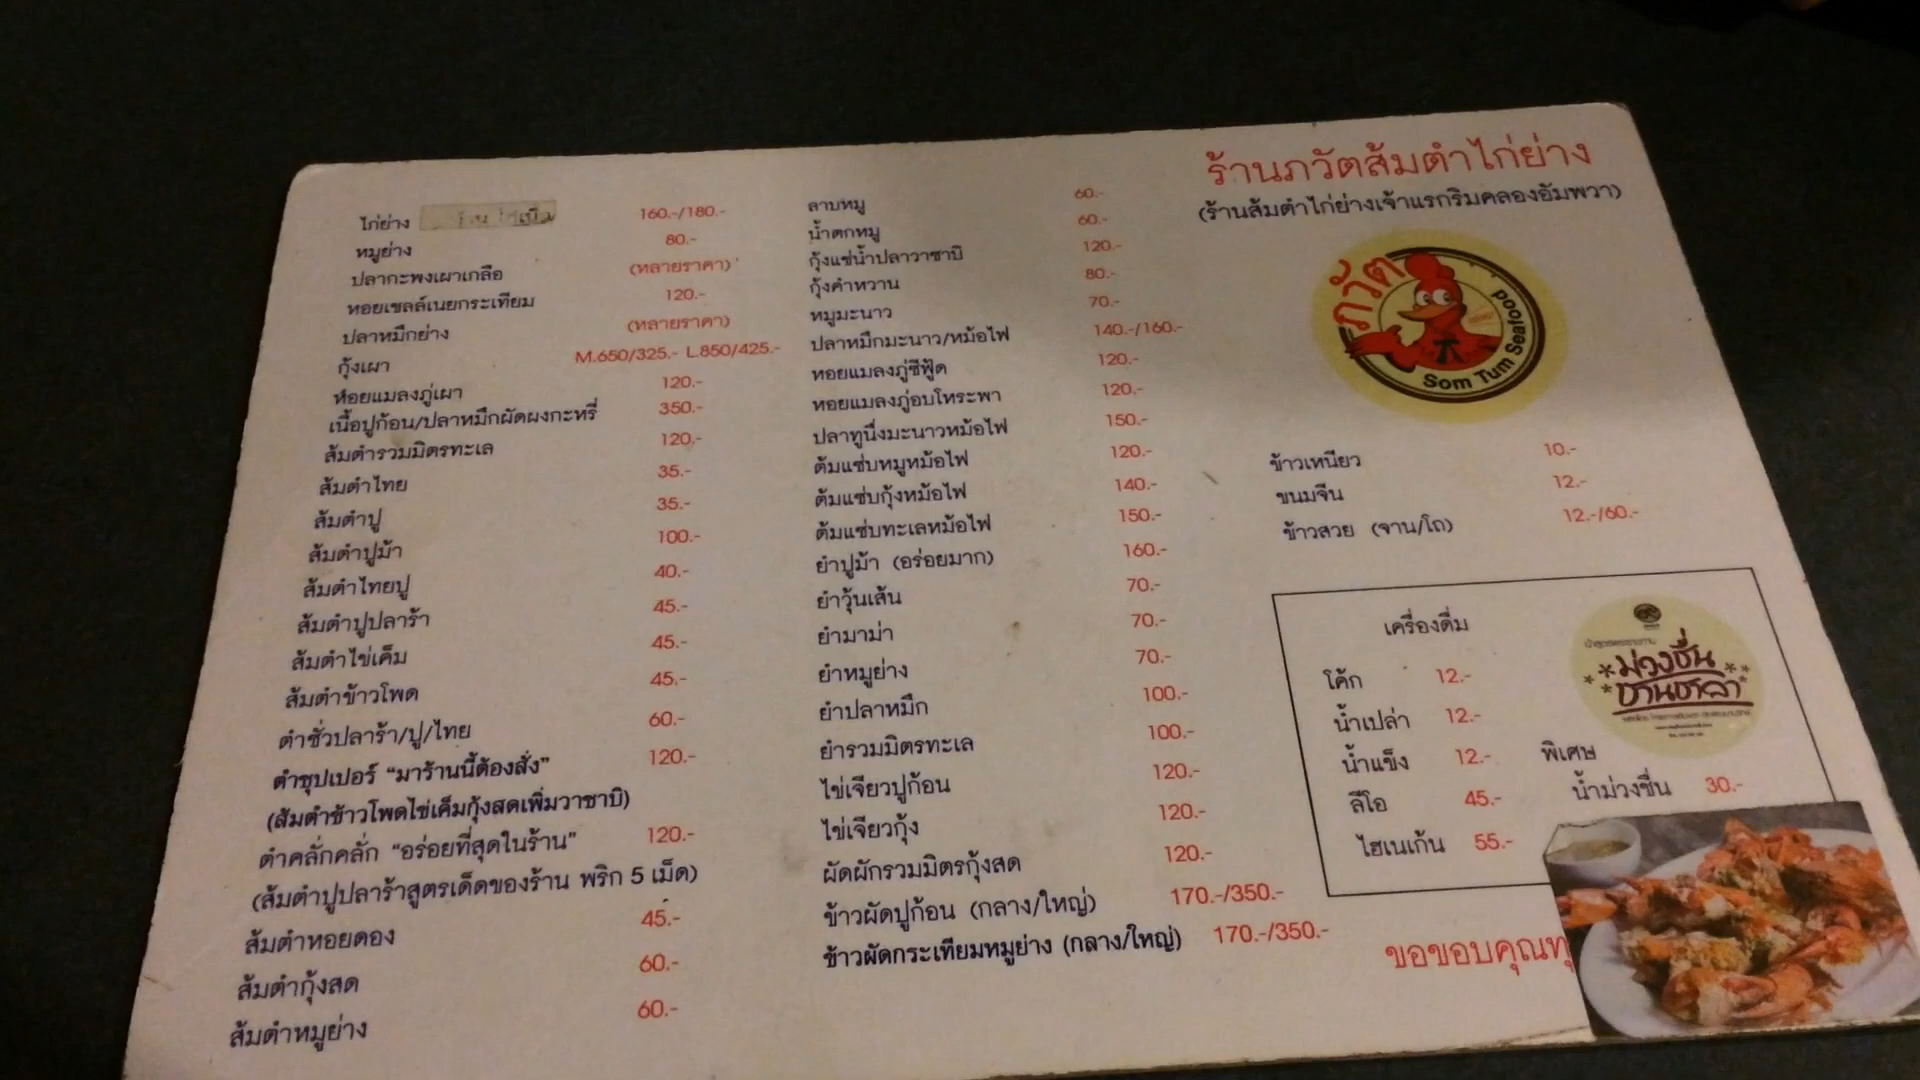 ร้านภวัตส้มตำไก่ย่าง
(ร้านส้มตำไก่ย่างเจ้าแรกริมคลองอัมพวา)
ภวัต
Som Tum Seafood
ไก่ย่าง 160.-/180.-
หมูย่าง 80.-
ปลากะพงเผาเกลือ (หลายราคา)
หอยเชลล์เนยกระเทียม 120.-
ปลาหมึกย่าง (หลายราคา)
กุ้งเผา M.650/325.- L.850/425.-
หอยแมลงภู่เผา 120.-
เนื้อปูก้อน/ปลาหมึกผัดผงกะหรี่ 350.-
ส้มตำรวมมิตรทะเล 120.-
ส้มตำไทย 35.-
ส้มตำปู 35.-
ส้มตำปูม้า 100.-
ส้มตำไทยปู 40.-
ส้มตำปูปลาร้า 45.-
ส้มตำไข่เค็ม 45.-
ส้มตำข้าวโพด 45.-
ตำซั่วปลาร้า/ปู/ไทย 60.-
ตำซุปเปอร์ “มาร้านนี้ต้องสั่ง” 120.-
(ส้มตำข้าวโพดไข่เค็มกุ้งสดเพิ่มวาซาบิ)
ตำคลั่กคลั่ก “อร่อยที่สุดในร้าน” 120.-
(ส้มตำปูปลาร้าสูตรเด็ดของร้าน พริก 5 เม็ด)
ส้มตำหอยดอง 45.-
ส้มตำกุ้งสด 60.-
ส้มตำหมูย่าง 60.-
ลาบหมู 60.-
น้ำตกหมู 60.-
กุ้งแช่น้ำปลาวาซาบิ 120.-
กุ้งคำหวาน 80.-
หมูมะนาว 70.-
ปลาหมึกมะนาว/หม้อไฟ 140.-/160.-
หอยแมลงภู่ซีฟู้ด 120.-
หอยแมลงภู่อบโหระพา 120.-
ปลาทูนึ่งมะนาวหม้อไฟ 150.-
ต้มแซ่บหมูหม้อไฟ 120.-
ต้มแซ่บกุ้งหม้อไฟ 140.-
ต้มแซ่บทะเลหม้อไฟ 150.-
ยำปูม้า (อร่อยมาก) 160.-
ยำวุ้นเส้น 70.-
ยำมาม่า 70.-
ยำหมูย่าง 70.-
ยำปลาหมึก 100.-
ยำรวมมิตรทะเล 100.-
ไข่เจียวปูก้อน 120.-
ไข่เจียวกุ้ง 120.-
ผัดผักรวมมิตรกุ้งสด 120.-
ข้าวผัดปูก้อน (กลาง/ใหญ่) 170.-/350.-
ข้าวผัดกระเทียมหมูย่าง (กลาง/ใหญ่) 170.-/350.-
ข้าวเหนียว 10.-
ขนมจีน 12.-
ข้าวสวย (จาน/โถ) 12.-/60.-
เครื่องดื่ม
โค้ก 12.-
น้ำเปล่า 12.-
น้ำแข็ง 12.-
ลีโอ 45.-
ไฮเนเก้น 55.-
ม่วงชื่น
ชานชาลา
พิเศษ
น้ำม่วงชื่น 30.-
ขอขอบคุณทุ